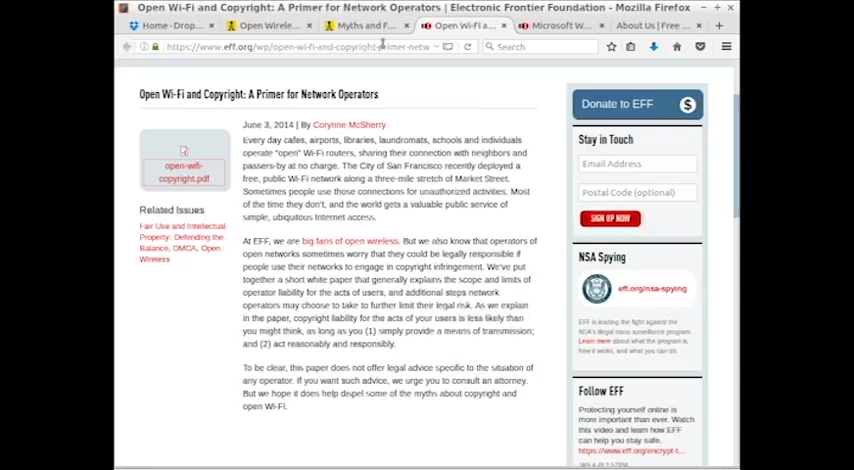 Open Wi-Fi and Copyright: A Primer for Network Operators | Electronic Frontier Foundation - Mozilla Firefox
Home - Drop...
Open Wirele...
Myths and F...
Open Wi-Fi a...
Microsoft W...
About Us | Free ...
https://www.eff.org/wp/open-wi-fi-and-copyright-primer-netw
Search
Open Wi-Fi and Copyright: A Primer for Network Operators
open-wifi-
copyright.pdf
Related Issues
Fair Use and Intellectual
Property: Defending the
Balance, DMCA, Open
Wireless
June 3, 2014 | By Corynne McSherry
Every day cafes, airports, libraries, laundromats, schools and individuals
operate "open" Wi-Fi routers, sharing their connection with neighbors and
passers-by at no charge. The City of San Francisco recently deployed a
free, public Wi-Fi network along a three-mile stretch of Market Street.
Sometimes people use those connections for unauthorized activities. Most
of the time they don't, and the world gets a valuable public service of
simple, ubiquitous Internet access.
At EFF, we are big fans of open wireless. But we also know that operators of
open networks sometimes worry that they could be legally responsible if
people use their networks to engage in copyright infringement. We've put
together a short white paper that generally explains the scope and limits of
operator liability for the acts of users, and additional steps network
operators may choose to take to further limit their legal risk. As we explain
in the paper, copyright liability for the acts of your users is less likely than
you might think, as long as you (1) simply provide a means of transmission;
and (2) act reasonably and responsibly.
To be clear, this paper does not offer legal advice specific to the situation of
any operator. If you want such advice, we urge you to consult an attorney.
But we hope it does help dispel some of the myths about copyright and
open Wi-Fi.
Donate to EFF $
Stay in Touch
Email Address
Postal Code (optional)
SIGN UP NOW
NSA Spying
eff.org/nsa-spying
EFF is leading the fight against the
NSA's illegal mass surveillance program.
Learn more about what the program is,
how it works, and what you can do.
Follow EFF
Protecting yourself online is
more important than ever. Watch
this video and learn how EFF
can help you stay safe.
https://www.eff.org/encrypt-t...